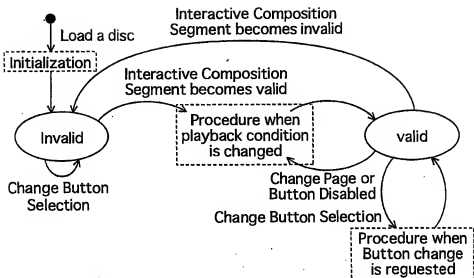 Interactive Composition
Segment becomes invalid
Load a disc
Initialization
Interactive Composition
Segment becomes valid
Invalid
Procedure when
playback condition
is changed
valid
Change Button
Selection
Change Page or
Button Disabled
Change Button Selection
Procedure when
Button change
is reguested